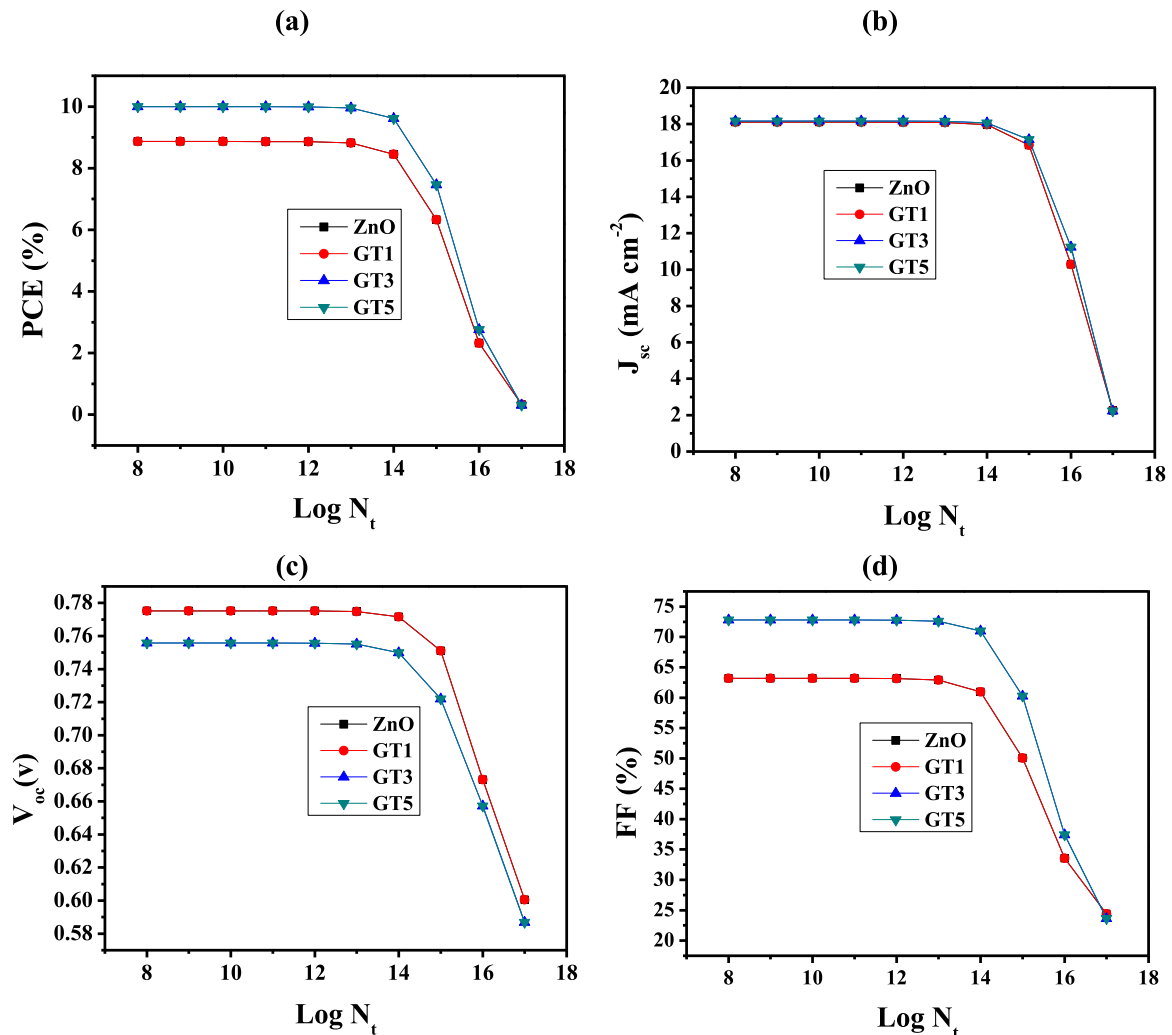 (a)
PCE (%)
10
8
6
4
2
0
8 10 12 14 16 18
Log N_t
ZnO
GT1
GT3
GT5
(b)
J_sc (mA cm^-2)
20
18
16
14
12
10
8
6
4
2
0
8 10 12 14 16 18
Log N_t
ZnO
GT1
GT3
GT5
(c)
V_oc(v)
0.78
0.76
0.74
0.72
0.70
0.68
0.66
0.64
0.62
0.60
0.58
8 10 12 14 16 18
Log N_t
ZnO
GT1
GT3
GT5
(d)
FF (%)
75
70
65
60
55
50
45
40
35
30
25
20
8 10 12 14 16 18
Log N_t
ZnO
GT1
GT3
GT5